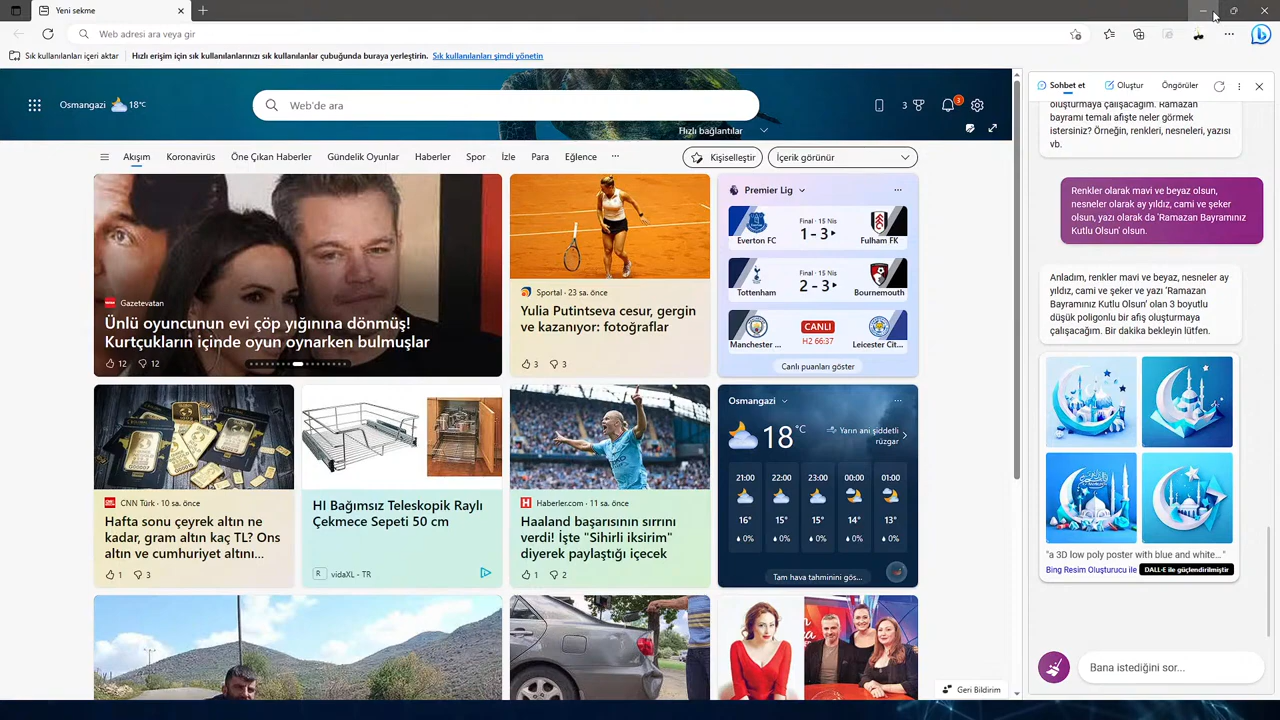 Yeni sekme
Web adresi ara veya gir
Sık kullanılanları içeri aktar
Hızlı erişim için sık kullanılanlarınızı sık kullanılanlar çubuğunda buraya yerleştirin.
Sık kullanılanları şimdi yönetin
Osmangazi
18°C
Web'de ara
3
3
Hızlı bağlantılar
Akışım
Koronavirüs
Öne Çıkan Haberler
Gündelik Oyunlar
Haberler
Spor
İzle
Para
Eğlence
Kişiselleştir
İçerik görünür
Gazetevatan
Ünlü oyuncunun evi çöp yığınına dönmüş!
Kurtçukların içinde oyun oynarken bulmuşlar
12
12
Sportal · 23 sa. önce
Yulia Putintseva cesur, gergin
ve kazanıyor: fotoğraflar
3
3
Premier Lig
Final · 15 Nis
1 - 3
Everton FC
Fulham FK
Final · 15 Nis
2 - 3
Tottenham
Bournemouth
CANLI
H2 66:37
Manchester ...
Leicester Cit...
Canlı puanları göster
CNN Türk · 10 sa. önce
Hafta sonu çeyrek altın ne
kadar, gram altın kaç TL? Ons
altın ve cumhuriyet altını...
1
3
HI Bağımsız Teleskopik Raylı
Çekmece Sepeti 50 cm
R
vidaXL - TR
Haberler.com · 11 sa. önce
Haaland başarısının sırrını
verdi! İşte "Sihirli iksirim"
diyerek paylaştığı içecek
1
2
Osmangazi
18 °C
Yarın ani şiddetli
rüzgar
21:00 22:00 23:00 00:00 01:00
16° 15° 15° 14° 13°
0% 0% 0% 0% 0%
Tam hava tahminini gös...
Geri Bildirim
Sohbet et
Oluştur
Öngörüler
oluşturmaya çalışacağım. Ramazan
bayramı temalı afişte neler görmek
istersiniz? Örneğin, renkleri, nesneleri, yazısı
vb.
Renkler olarak mavi ve beyaz olsun,
nesneler olarak ay yıldız, cami ve şeker
olsun, yazı olarak da 'Ramazan Bayramınız
Kutlu Olsun' olsun.
Anladım, renkler mavi ve beyaz, nesneler ay
yıldız, cami ve şeker ve yazı 'Ramazan
Bayramınız Kutlu Olsun' olan 3 boyutlu
düşük poligonlu bir afiş oluşturmaya
çalışacağım. Bir dakika bekleyin lütfen.
"a 3D low poly poster with blue and white..."
Bing Resim Oluşturucu ile
DALL-E ile güçlendirilmiştir
Bana istediğini sor...